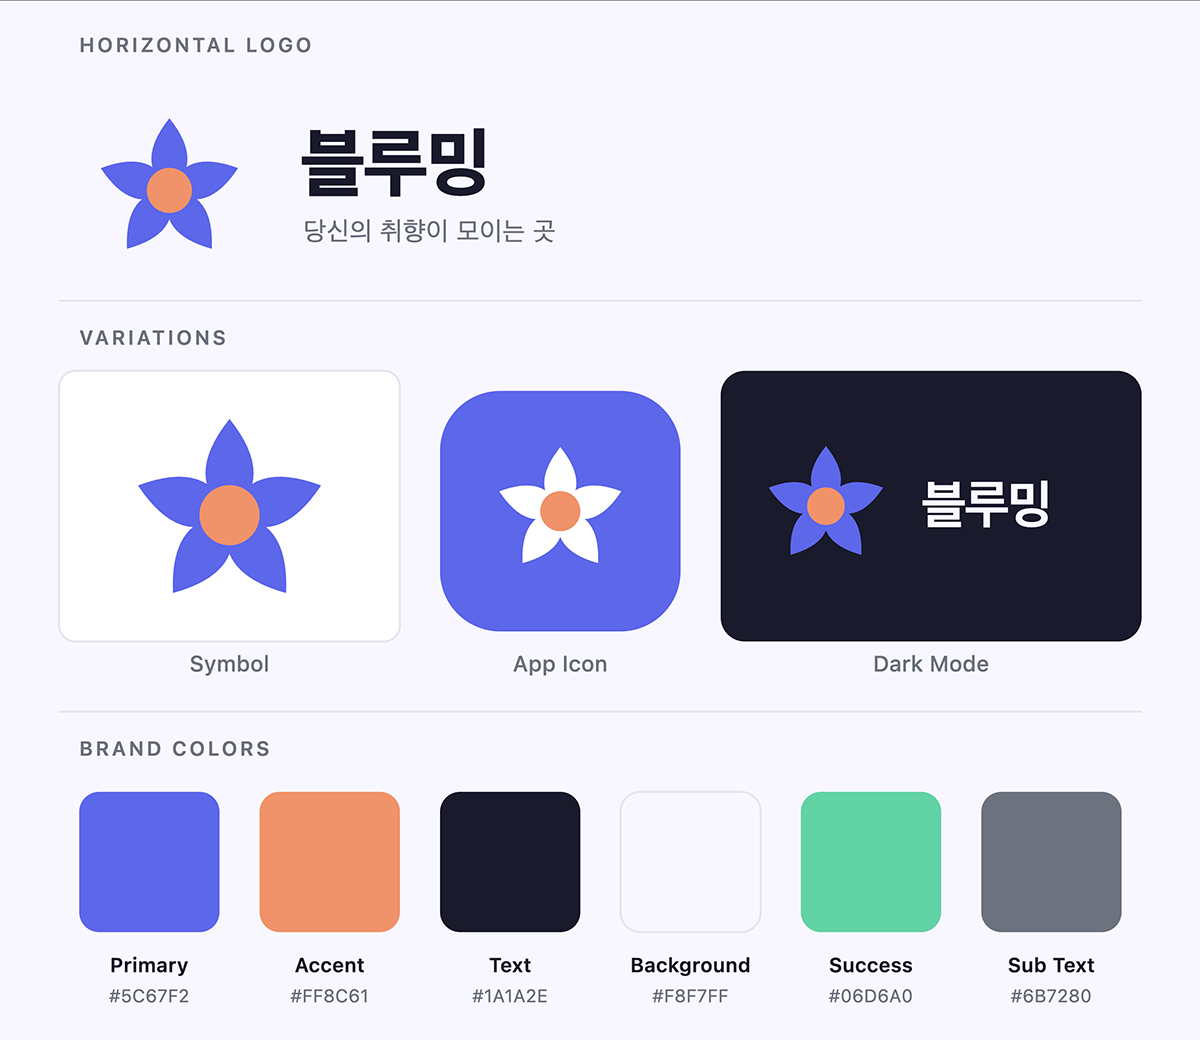 HORIZONTAL LOGO
블루밍
당신의 취향이 모이는 곳
VARIATIONS
블루밍
Symbol
App Icon
Dark Mode
BRAND COLORS
Primary
#5C67F2
Accent
#FF8C61
Text
#1A1A2E
Background
#F8F7FF
Success
#06D6A0
Sub Text
#6B7280